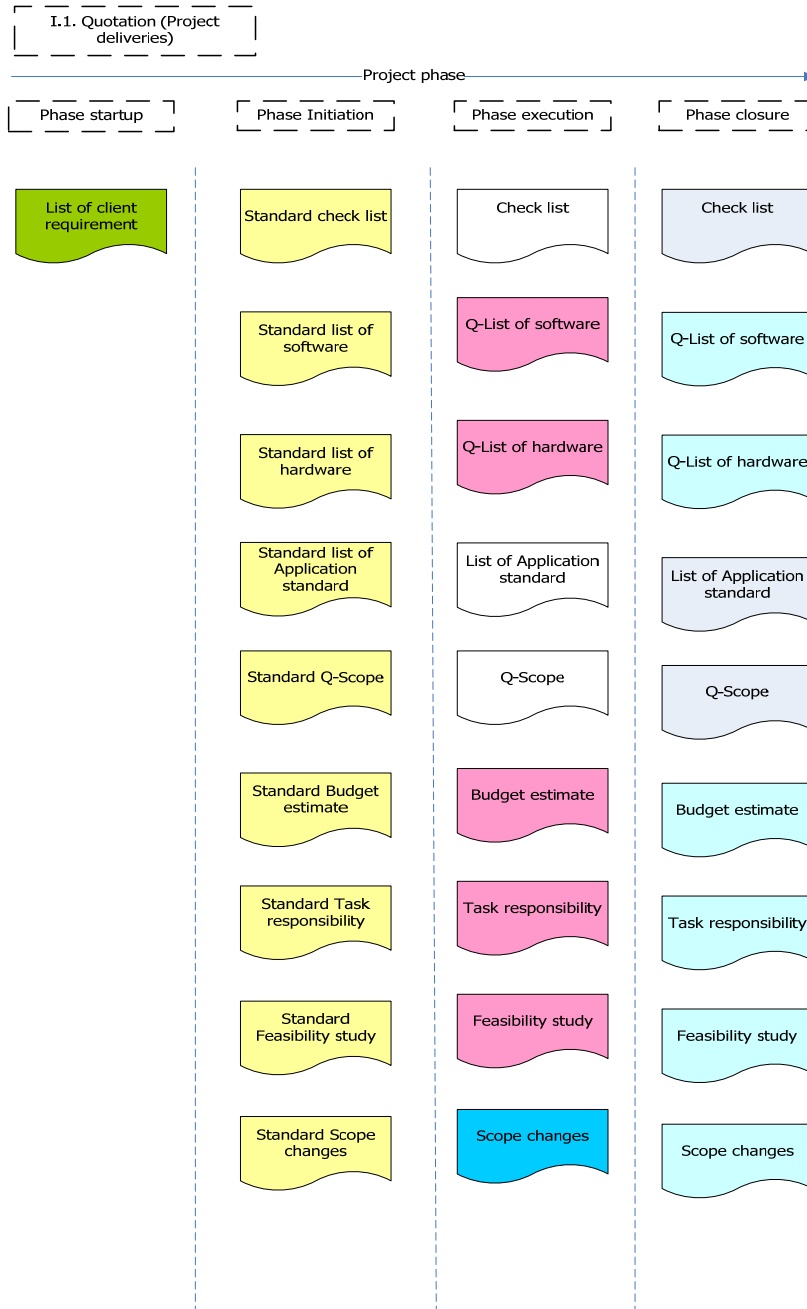 I.1. Quotation (Project
deliveries)
Project phase
Phase startup
Phase Initiation
Phase execution
Phase closure
List of client
requirement
Standard check list
Check list
Check list
Standard list of
software
Q-List of software
Q-List of software
Standard list of
hardware
Q-List of hardware
Q-List of hardware
Standard list of
Application
standard
List of Application
standard
List of Application
standard
Standard Q-Scope
Q-Scope
Q-Scope
Standard Budget
estimate
Budget estimate
Budget estimate
Standard Task
responsibility
Task responsibility
Task responsibility
Standard
Feasibility study
Feasibility study
Feasibility study
Standard Scope
changes
Scope changes
Scope changes